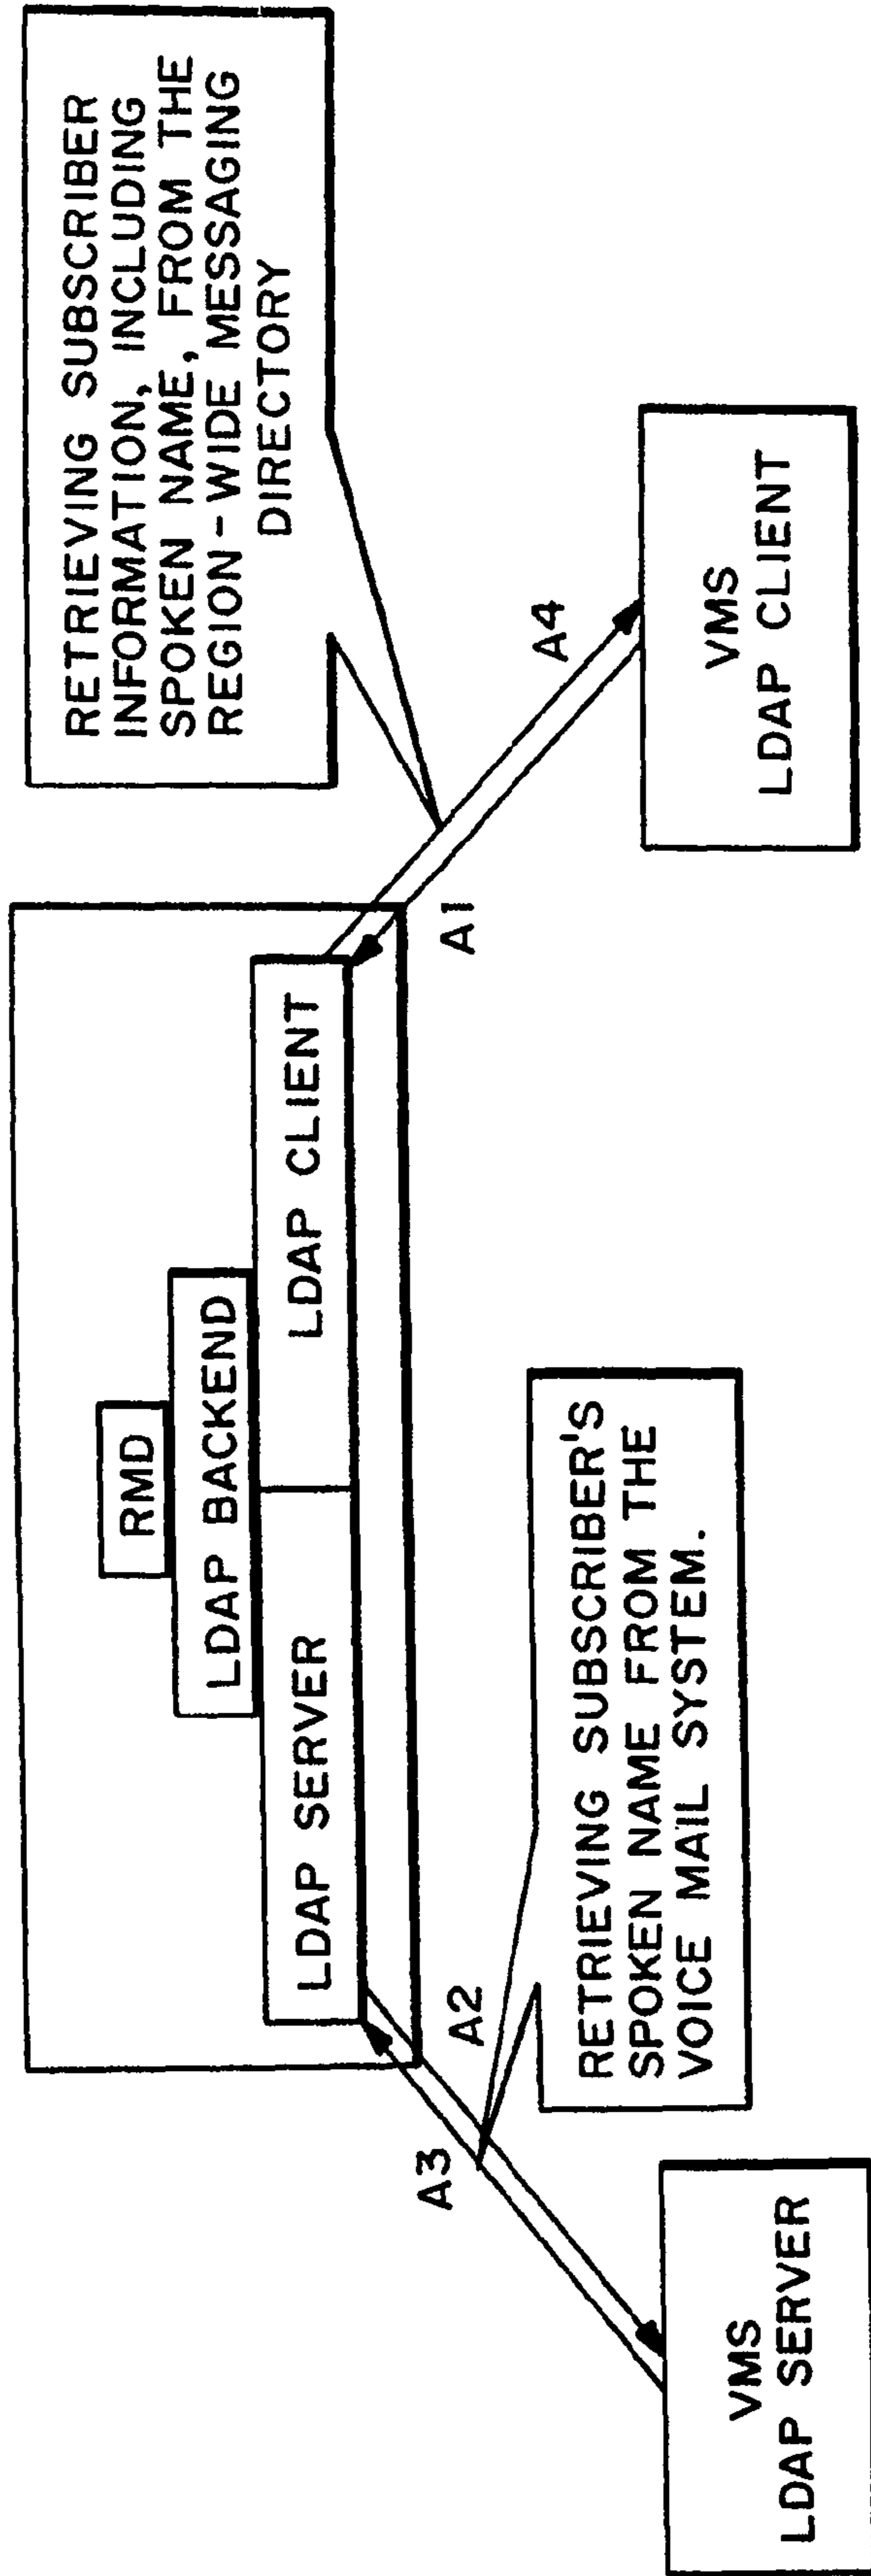 RMD
LDAP BACKEND
LDAP SERVER
LDAP CLIENT
RETRIEVING SUBSCRIBER
INFORMATION, INCLUDING
SPOKEN NAME, FROM THE
REGION-WIDE MESSAGING
DIRECTORY
A3
A2
A1
A4
RETRIEVING SUBSCRIBER'S
SPOKEN NAME FROM THE
VOICE MAIL SYSTEM.
VMS
LDAP SERVER
VMS
LDAP CLIENT